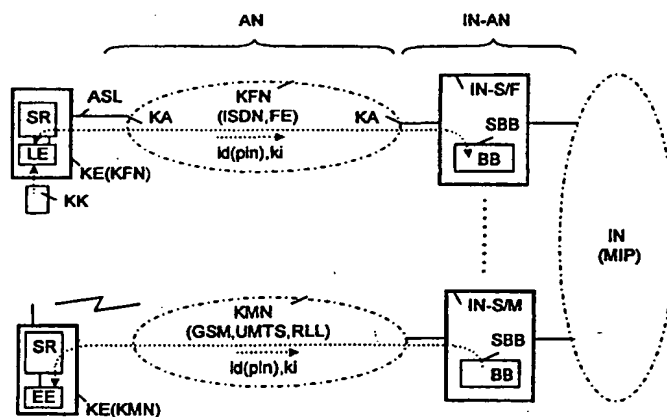 AN
IN-AN
ASL
KFN
(ISDN,FE)
KA
KA
Id(pin),ki
SR
LE
KE(KFN)
KK
IN-S/F
SBB
BB
IN
(MIP)
KMN
(GSM,UMTS,RLL)
Id(pin),ki
SR
EE
KE(KMN)
IN-S/M
SBB
BB